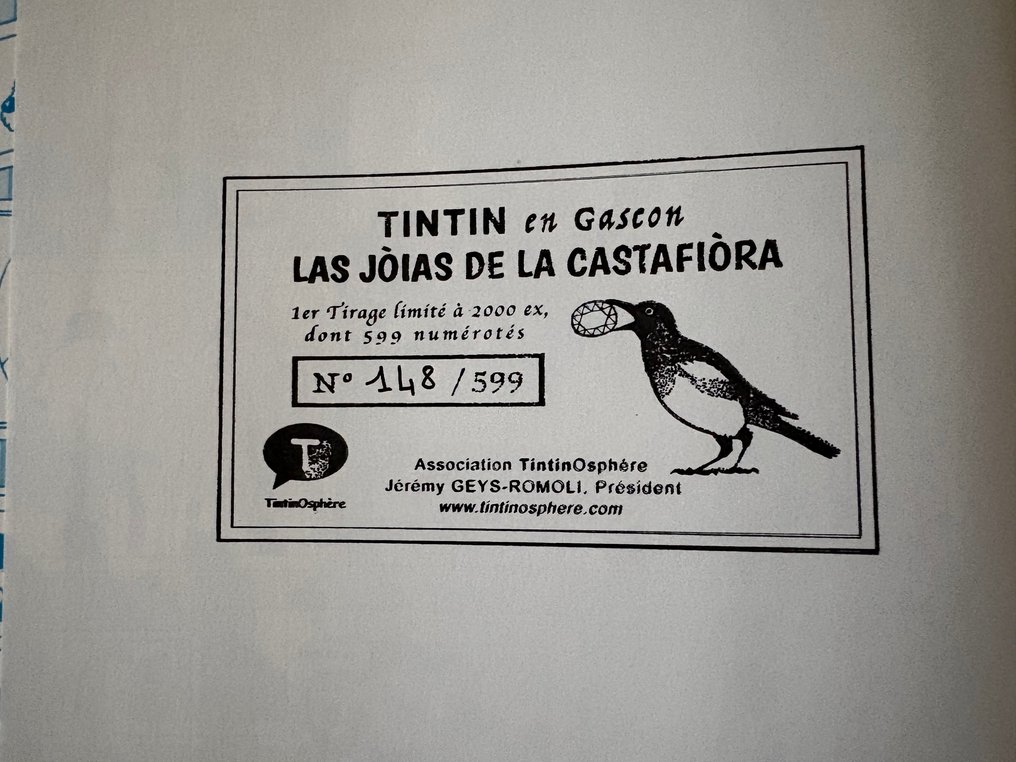 TINTIN en Gascon
LAS JÒIAS DE LA CASTAFIÒRA
1er Tirage limité à 2000 ex,
dont 599 numérotés
Nº 148 / 599
T
TintinOsphère
Association TintinOsphère
Jérémy GEYS-ROMOLI, Président
www.tintinosphere.com